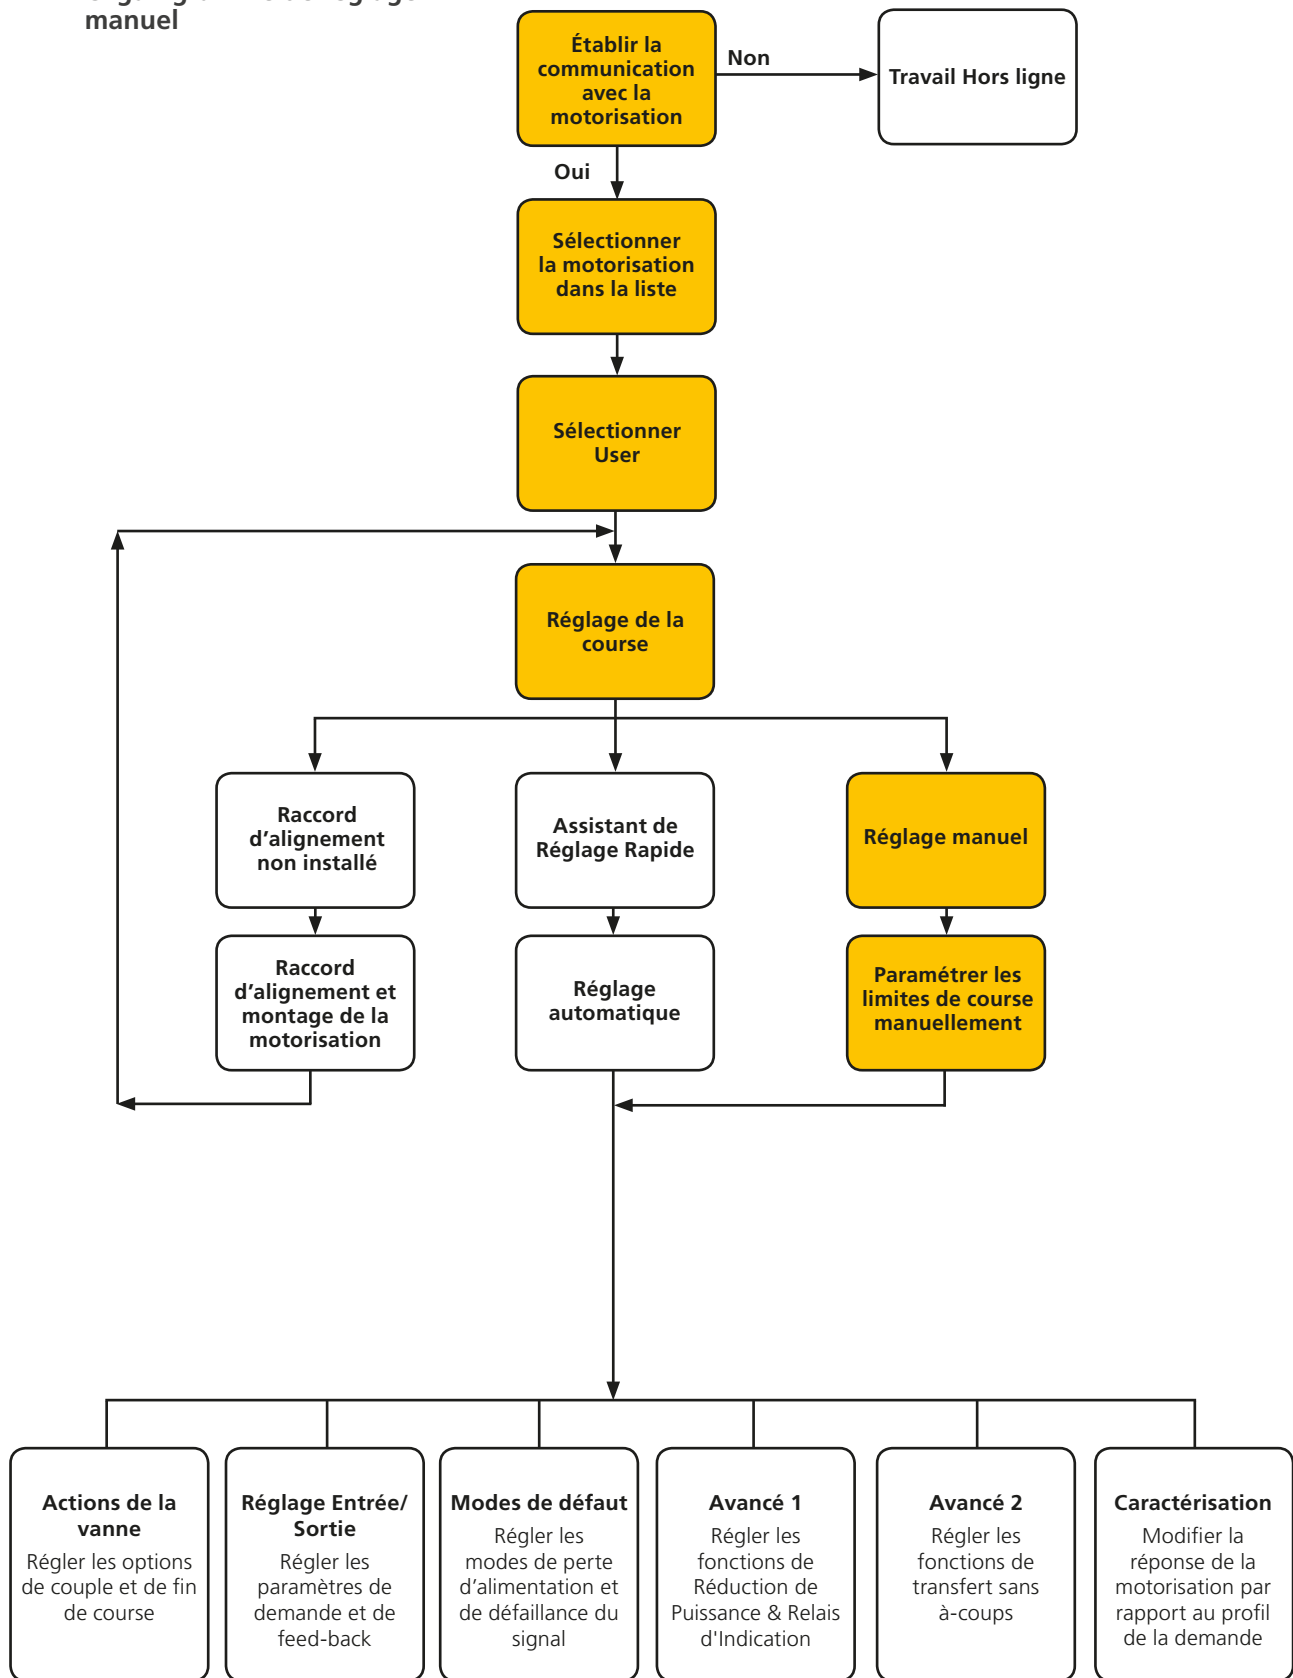 manuel
Établir la
communication
avec la
motorisation
Non
Travail Hors ligne
Oui
Sélectionner
la motorisation
dans la liste
Sélectionner
User
Réglage de la
course
Raccord
d’alignement
non installé
Assistant de
Réglage Rapide
Réglage manuel
Raccord
d’alignement et
montage de la
motorisation
Réglage
automatique
Paramétrer les
limites de course
manuellement
Actions de la
vanne
Régler les options
de couple et de fin
de course
Réglage Entrée/
Sortie
Régler les
paramètres de
demande et de
feed-back
Modes de défaut
Régler les
modes de perte
d’alimentation et
de défaillance du
signal
Avancé 1
Régler les
fonctions de
Réduction de
Puissance & Relais
d'Indication
Avancé 2
Régler les
fonctions de
transfert sans
à-coups
Caractérisation
Modifier la
réponse de la
motorisation par
rapport au profil
de la demande